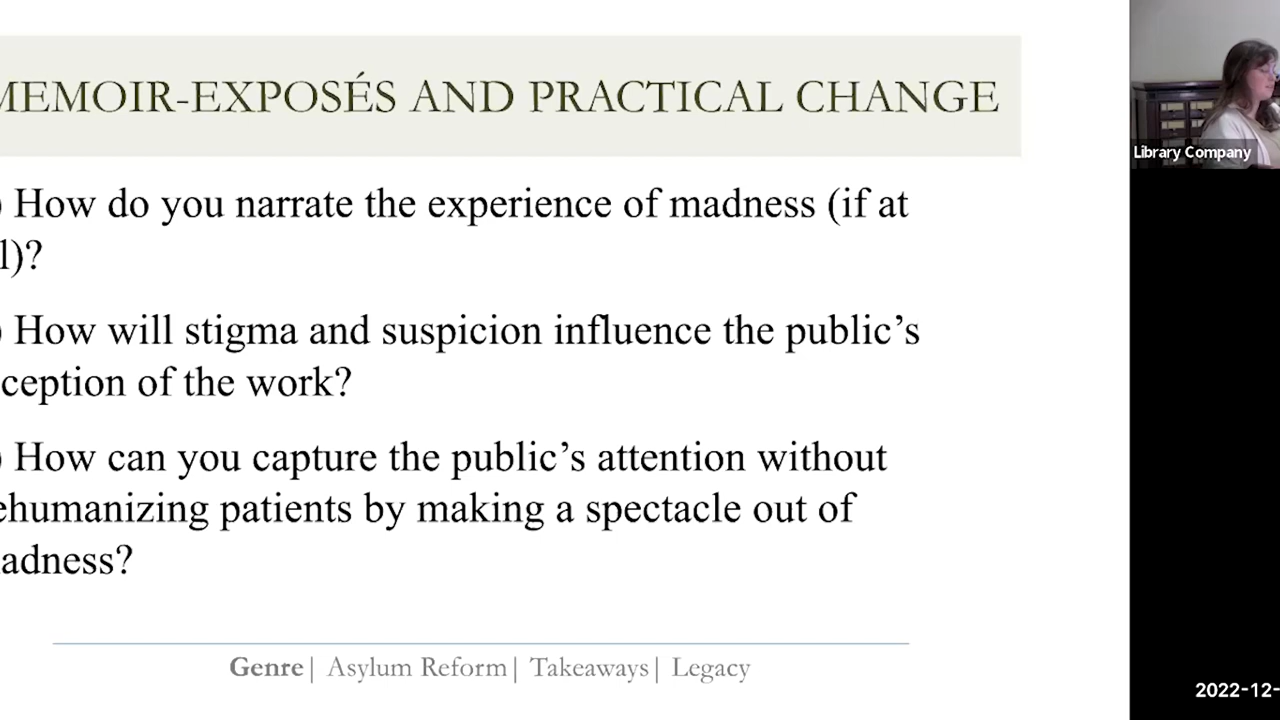 MEMOIR-EXPOSÉS AND PRACTICAL CHANGE
) How do you narrate the experience of madness (if at
l)?
) How will stigma and suspicion influence the public’s
ception of the work?
) How can you capture the public’s attention without
ehumanizing patients by making a spectacle out of
adness?
Genre| Asylum Reform| Takeaways| Legacy
Library Company
2022-12-